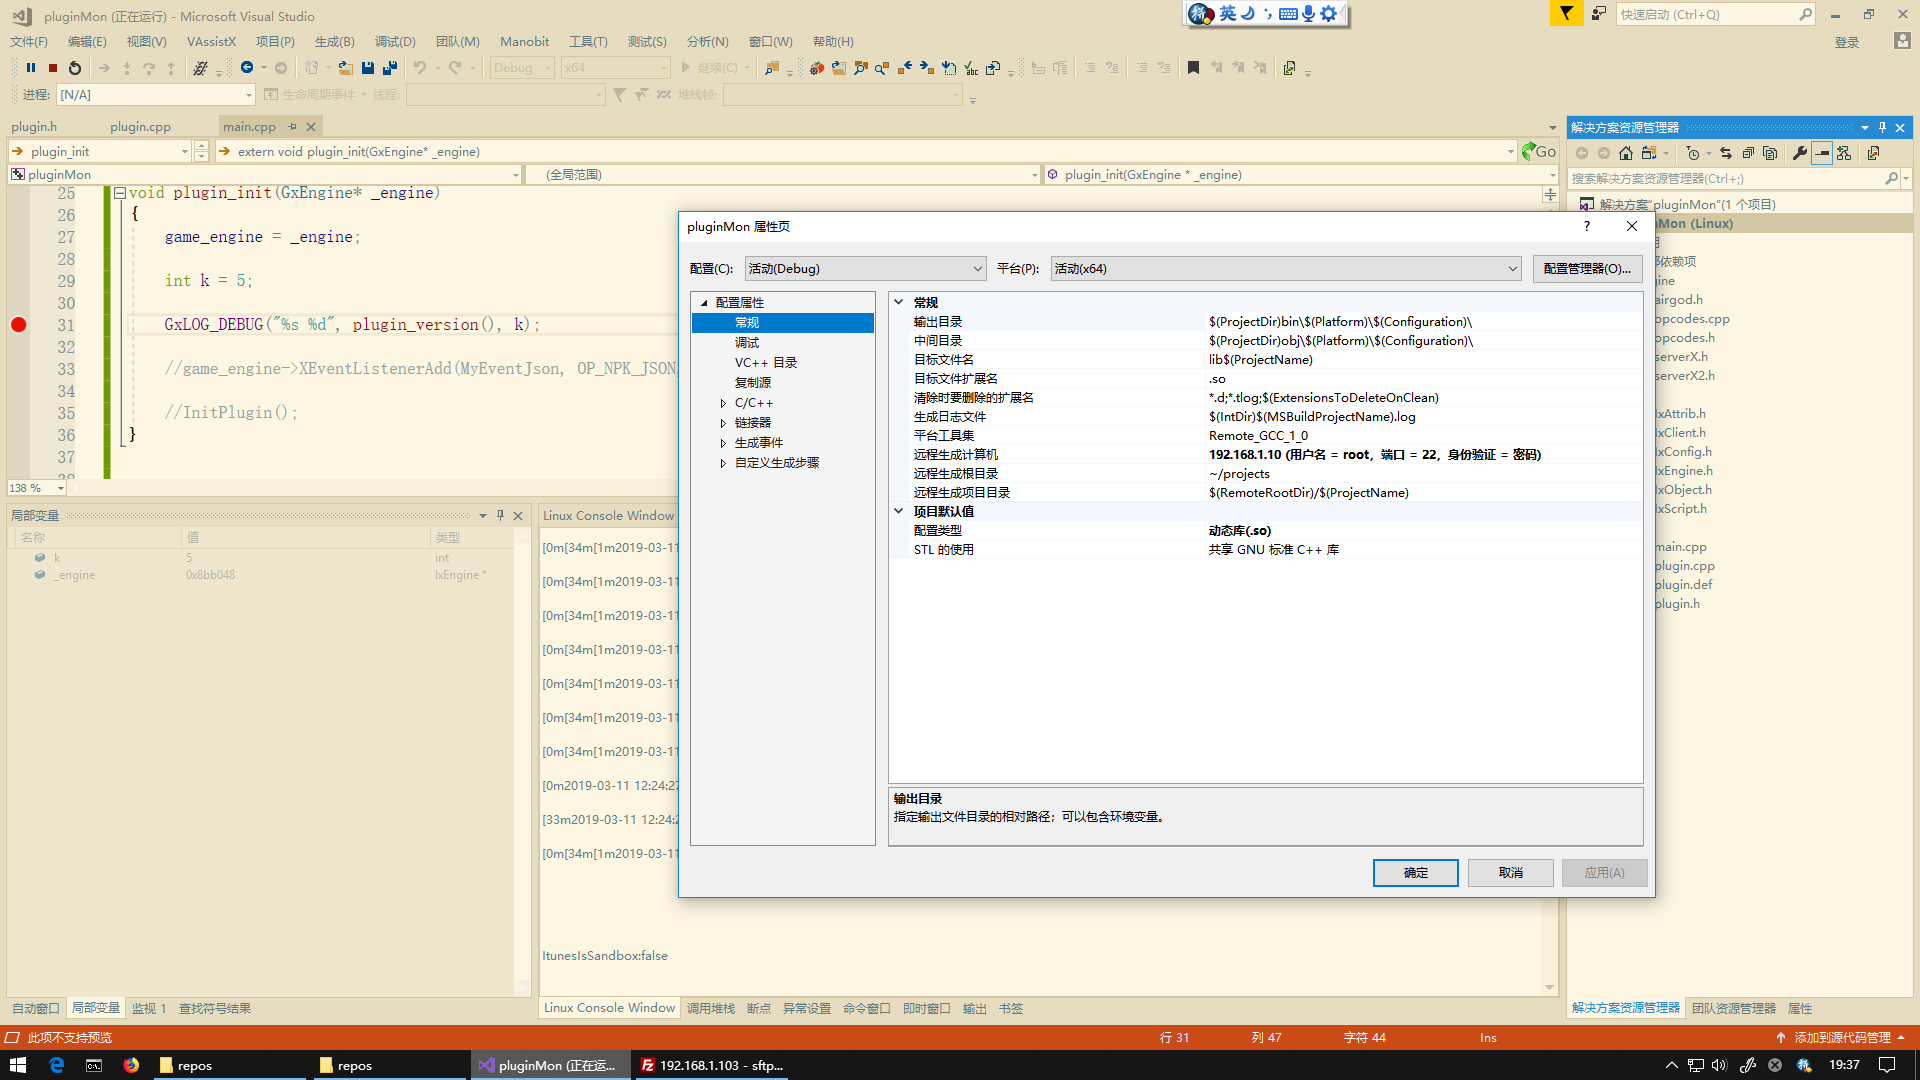 pluginMon (正在运行) - Microsoft Visual Studio
英
快速启动 (Ctrl+Q)
文件(F) 编辑(E) 视图(V) VAssistX 项目(P) 生成(B) 调试(D) 团队(M) Manobit 工具(T) 测试(S) 分析(N) 窗口(W) 帮助(H) 登录
Debug x64 继续(C)
进程: [N/A] 生命周期事件 线程: 堆栈帧:
plugin.h plugin.cpp main.cpp
plugin_init extern void plugin_init(GxEngine* _engine) Go
pluginMon (全局范围) plugin_init(GxEngine * _engine)
25 void plugin_init(GxEngine* _engine)
26 {
27 game_engine = _engine;
28
29 int k = 5;
30
31 GxLOG_DEBUG("%s %d", plugin_version(), k);
32
33 //game_engine->XEventListenerAdd(MyEventJson, OP_NPK_JSON,
34
35 //InitPlugin();
36 }
37
138 %
局部变量
名称 值 类型
k 5 int
_engine 0x8bb048 IxEngine *
自动窗口 局部变量 监视 1 查找符号结果
Linux Console Window
[0m[34m[1m2019-03-11
[0m[34m[1m2019-03-11
[0m[34m[1m2019-03-11
[0m[34m[1m2019-03-11
[0m[34m[1m2019-03-11
[0m[34m[1m2019-03-11
[0m[34m[1m2019-03-11
[0m2019-03-11 12:24:27
[33m2019-03-11 12:24:2
[0m[34m[1m2019-03-11
ItunesIsSandbox:false
Linux Console Window 调用堆栈 断点 异常设置 命令窗口 即时窗口 输出 书签
pluginMon 属性页
配置(C): 活动(Debug) 平台(P): 活动(x64) 配置管理器(O)...
配置属性
常规
调试
VC++ 目录
复制源
C/C++
链接器
生成事件
自定义生成步骤
常规
输出目录 $(ProjectDir)bin\$(Platform)\$(Configuration)\
中间目录 $(ProjectDir)obj\$(Platform)\$(Configuration)\
目标文件名 lib$(ProjectName)
目标文件扩展名 .so
清除时要删除的扩展名 *.d;*.tlog;$(ExtensionsToDeleteOnClean)
生成日志文件 $(IntDir)$(MSBuildProjectName).log
平台工具集 Remote_GCC_1_0
远程生成计算机 192.168.1.10 (用户名 = root, 端口 = 22, 身份验证 = 密码)
远程生成根目录 ~/projects
远程生成项目目录 $(RemoteRootDir)/$(ProjectName)
项目默认值
配置类型 动态库(.so)
STL 的使用 共享 GNU 标准 C++ 库
输出目录
指定输出文件目录的相对路径；可以包含环境变量。
确定 取消 应用(A)
解决方案资源管理器
搜索解决方案资源管理器(Ctrl+;)
解决方案"pluginMon"(1 个项目)
Mon (Linux)
依赖项
ine
airgod.h
opcodes.cpp
opcodes.h
serverX.h
serverX2.h
IxAttrib.h
IxClient.h
IxConfig.h
IxEngine.h
IxObject.h
IxScript.h
main.cpp
plugin.cpp
plugin.def
plugin.h
解决方案资源管理器 团队资源管理器 属性
此项不支持预览 行 31 列 47 字符 44 Ins 添加到源代码管理
repos repos pluginMon (正在运... 192.168.1.103 - sftp... 19:37